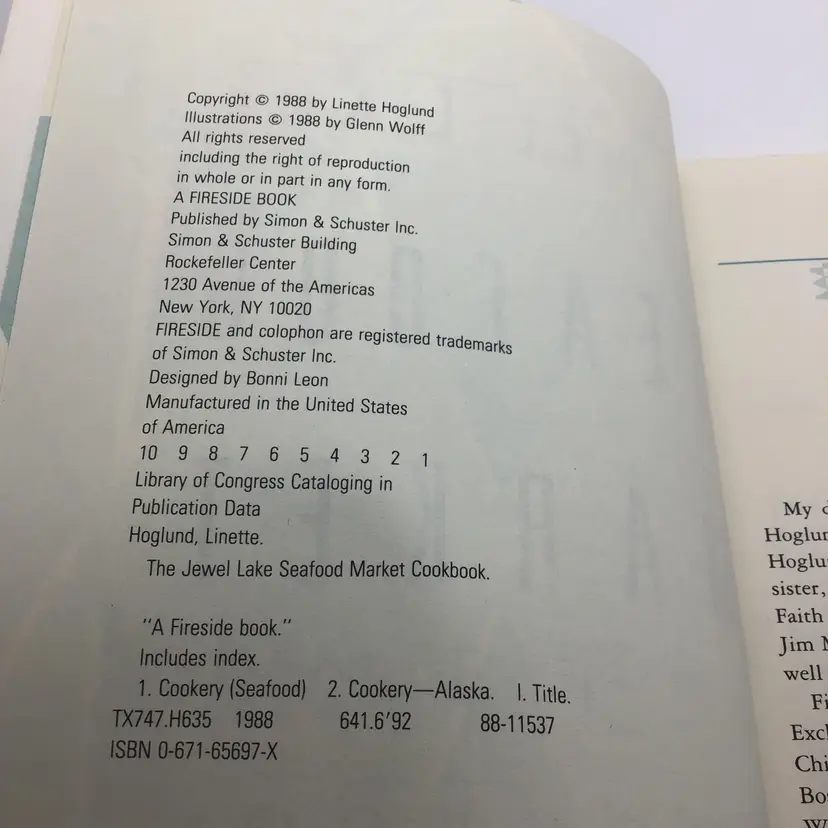 Copyright © 1988 by Linette Hoglund
Illustrations © 1988 by Glenn Wolff
All rights reserved
including the right of reproduction
in whole or in part in any form.
A FIRESIDE BOOK
Published by Simon & Schuster Inc.
Simon & Schuster Building
Rockefeller Center
1230 Avenue of the Americas
New York, NY 10020
FIRESIDE and colophon are registered trademarks
of Simon & Schuster Inc.
Designed by Bonni Leon
Manufactured in the United States
of America
10 9 8 7 6 5 4 3 2 1
Library of Congress Cataloging in
Publication Data
Hoglund, Linette.
The Jewel Lake Seafood Market Cookbook.
"A Fireside book."
Includes index.
1. Cookery (Seafood) 2. Cookery—Alaska. I. Title.
TX747.H635 1988 641.6'92 88-11537
ISBN 0-671-65697-X
My
sister,
Faith
Jim
well